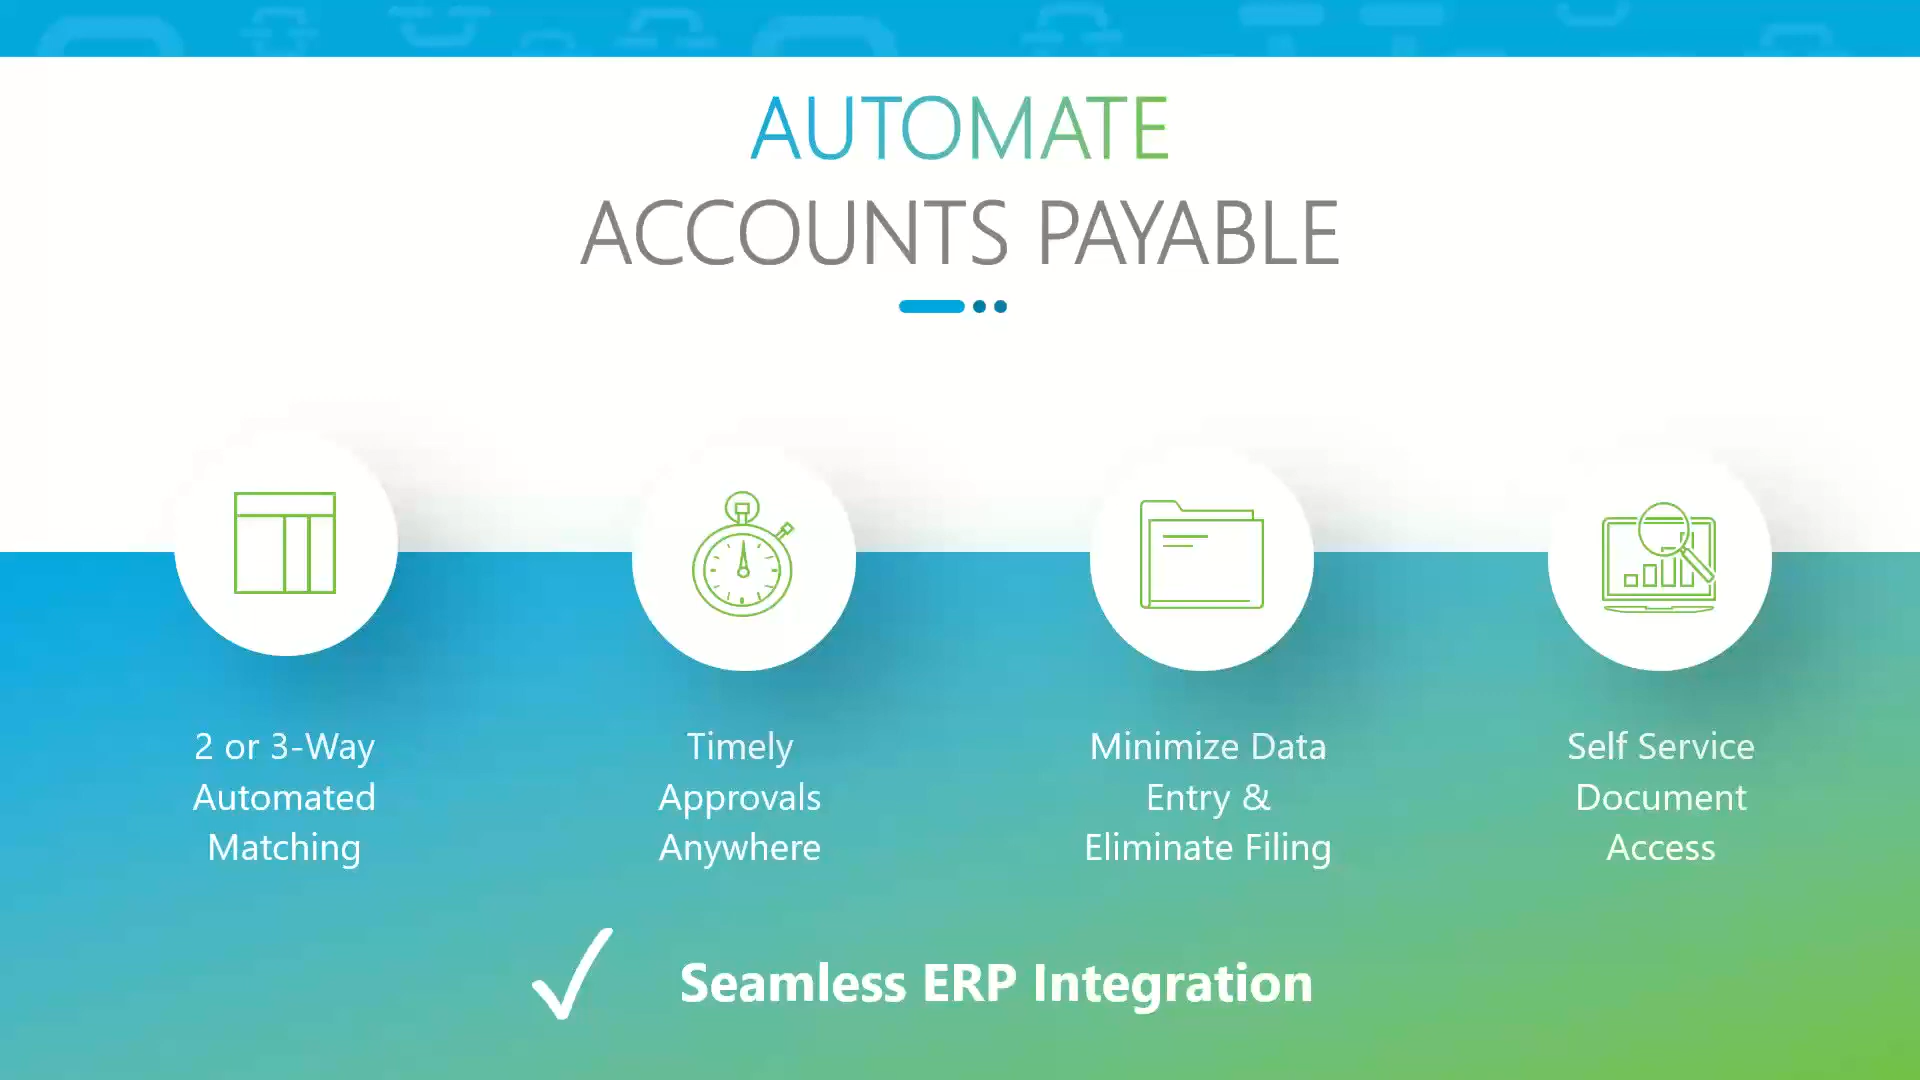 AUTOMATE
ACCOUNTS PAYABLE
2 or 3-Way
Automated
Matching
Timely
Approvals
Anywhere
Minimize Data
Entry &
Eliminate Filing
Self Service
Document
Access
Seamless ERP Integration